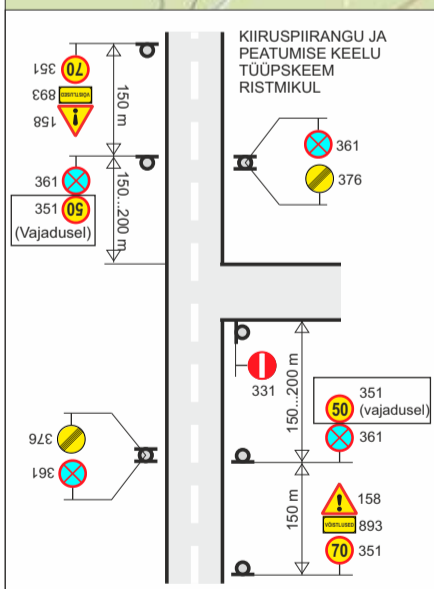 KIIRUSPIIRANGU JA
PEATUMISE KEELU
TÜÜPSKEEM
RISTMIKUL
351
70
893
VÕISTLUSED
158
150 m
361
351
50
(Vajadusel)
150...200 m
361
376
331
150...200 m
351
50
(vajadusel)
361
376
361
158
VÕISTLUSED
893
150 m
70
351